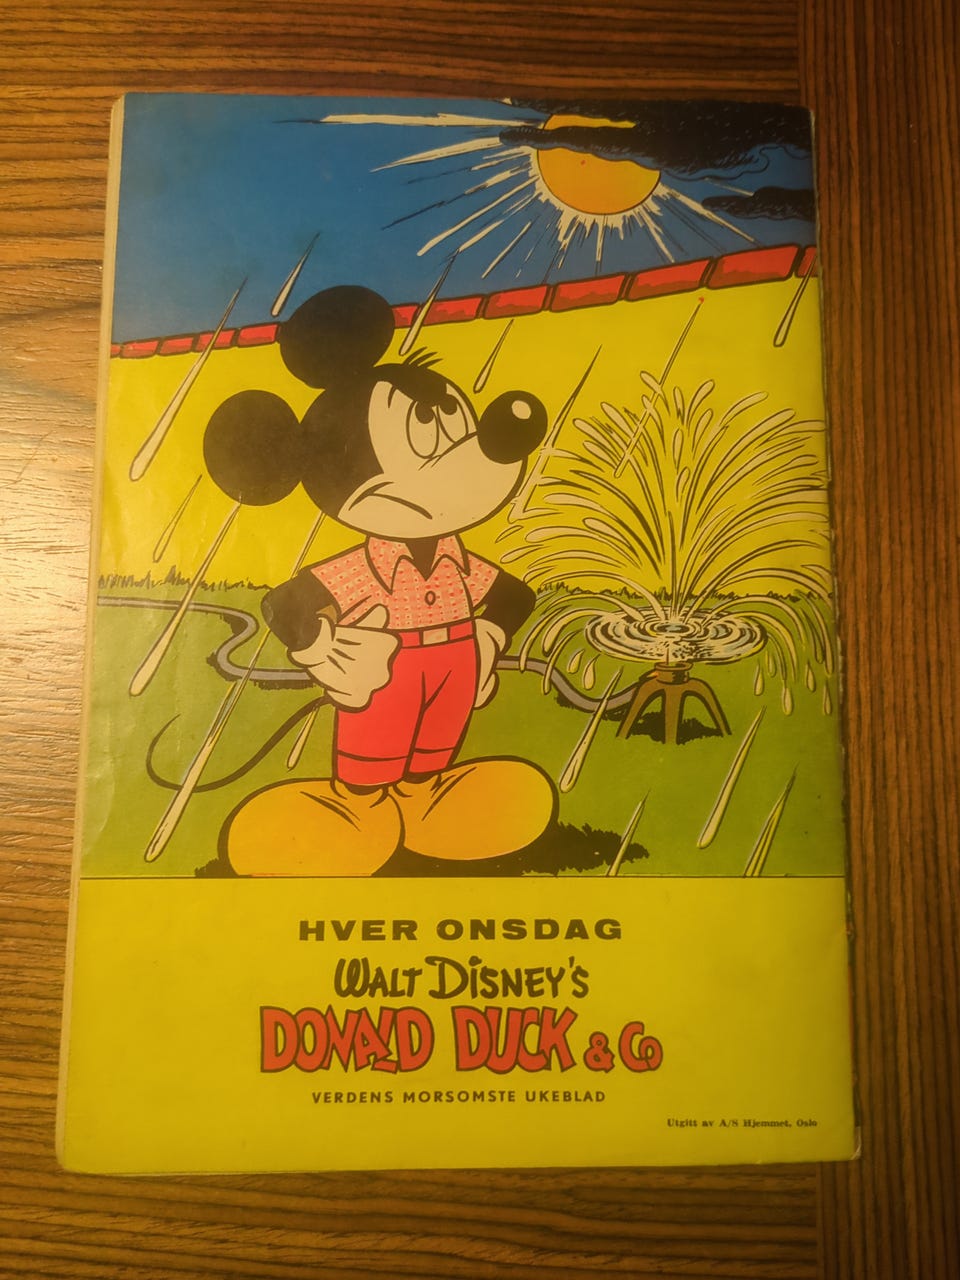 HVER ONSDAG
WALT DISNEY'S
DONALD DUCK & CO
VERDENS MORSOMSTE UKEBLAD
Utgitt av A/S Hjemmet, Oslo